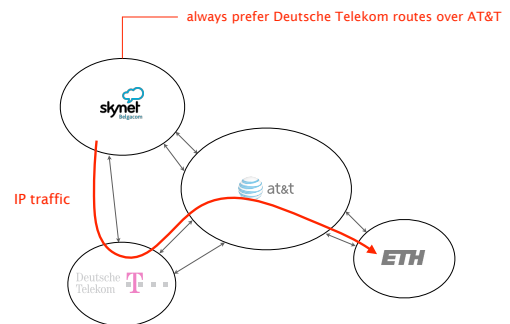 always prefer Deutsche Telekom routes over AT&T
skynet
Belgacom
at&t
IP traffic
ETH
Deutsche
Telekom
T